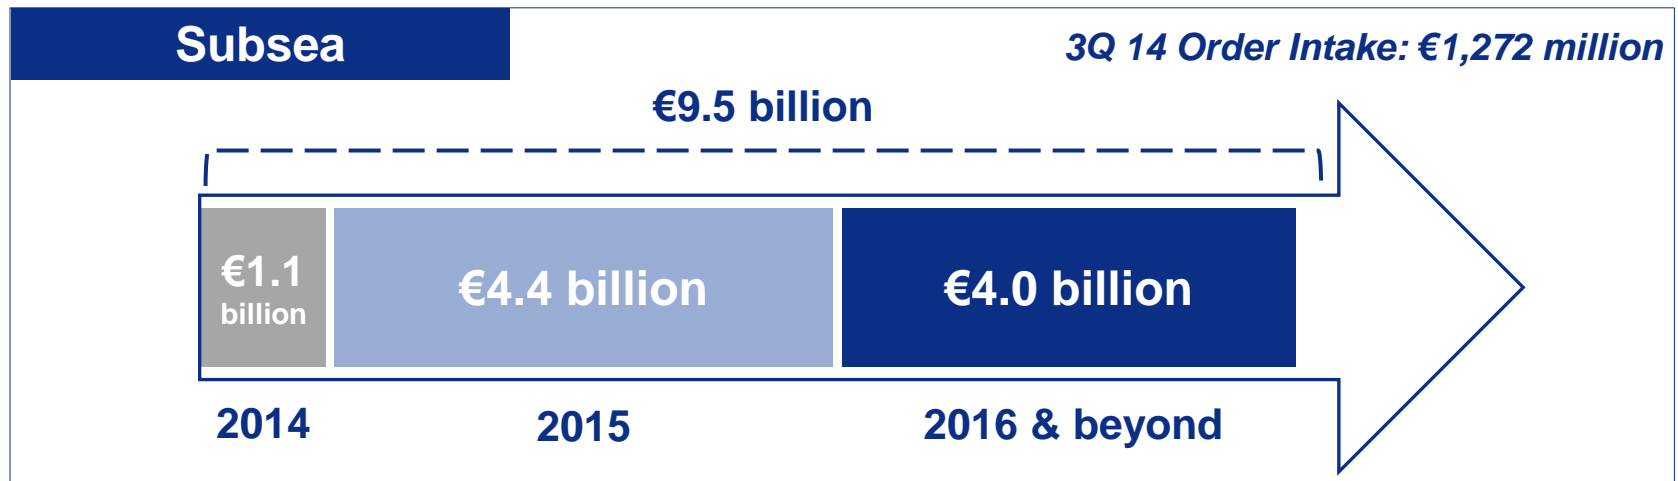 Subsea
3Q 14 Order Intake: €1,272 million
€9.5 billion
€1.1
billion
€4.4 billion
€4.0 billion
2014
2015
2016 & beyond